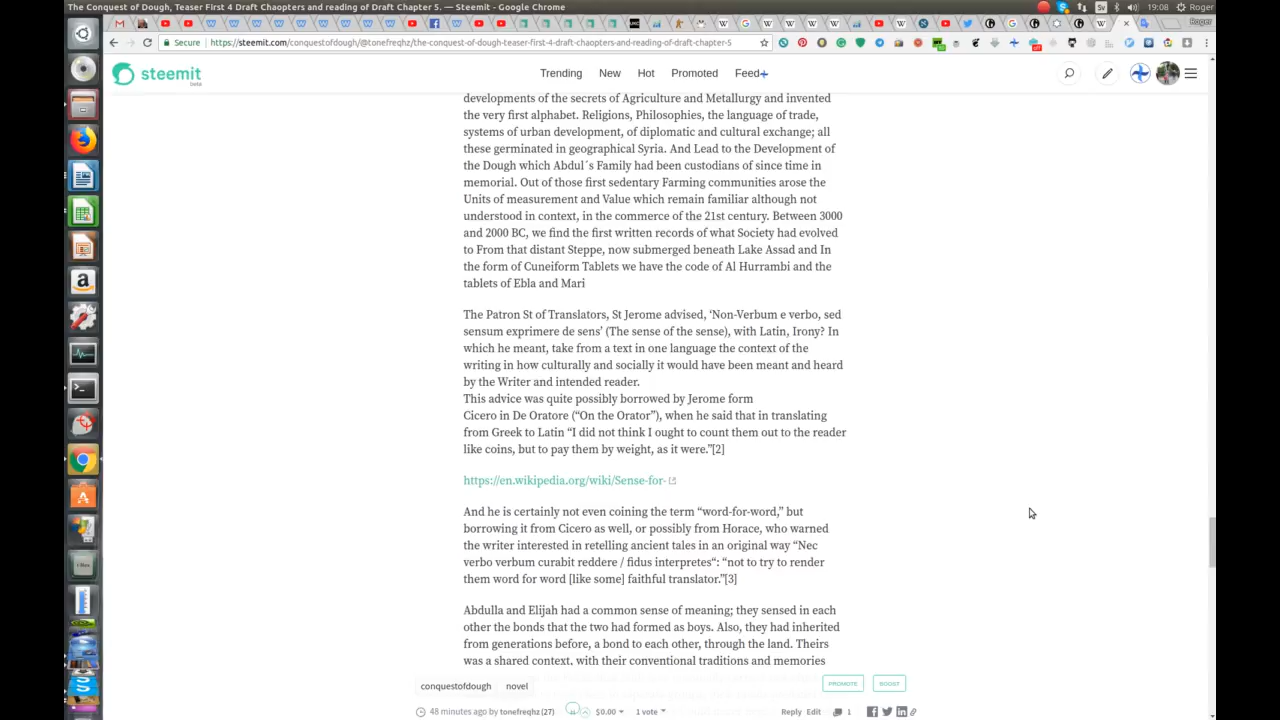 The Conquest of Dough, Teaser First 4 Draft Chaopters and reading of Draft Chapter 5. — Steemit - Google Chrome
Sv
19:08
Roger
Roger
Secure
https://steemit.com/conquestofdough/@tonefreqhz/the-conquest-of-dough-teaser-first-4-draft-chaopters-and-reading-of-draft-chapter-5
steemit
beta
Trending
New
Hot
Promoted
Feed
developments of the secrets of Agriculture and Metallurgy and invented
the very first alphabet. Religions, Philosophies, the language of trade,
systems of urban development, of diplomatic and cultural exchange; all
these germinated in geographical Syria. And Lead to the Development of
the Dough which Abdul´s Family had been custodians of since time in
memorial. Out of those first sedentary Farming communities arose the
Units of measurement and Value which remain familiar although not
understood in context, in the commerce of the 21st century. Between 3000
and 2000 BC, we find the first written records of what Society had evolved
to From that distant Steppe, now submerged beneath Lake Assad and In
the form of Cuneiform Tablets we have the code of Al Hurrambi and the
tablets of Ebla and Mari
The Patron St of Translators, St Jerome advised, ‘Non-Verbum e verbo, sed
sensum exprimere de sens’ (The sense of the sense), with Latin, Irony? In
which he meant, take from a text in one language the context of the
writing in how culturally and socially it would have been meant and heard
by the Writer and intended reader.
This advice was quite possibly borrowed by Jerome form
Cicero in De Oratore (“On the Orator”), when he said that in translating
from Greek to Latin “I did not think I ought to count them out to the reader
like coins, but to pay them by weight, as it were.”[2]
https://en.wikipedia.org/wiki/Sense-for-
And he is certainly not even coining the term “word-for-word,” but
borrowing it from Cicero as well, or possibly from Horace, who warned
the writer interested in retelling ancient tales in an original way “Nec
verbo verbum curabit reddere / fidus interpretes“: “not to try to render
them word for word [like some] faithful translator.”[3]
Abdulla and Elijah had a common sense of meaning; they sensed in each
other the bonds that the two had formed as boys. Also, they had inherited
from generations before, a bond to each other, through the land. Theirs
was a shared context, with their conventional traditions and memories
conquestofdough
novel
PROMOTE
BOOST
48 minutes ago by tonefreqhz (27)
$0.00
1 vote
Reply
Edit
1